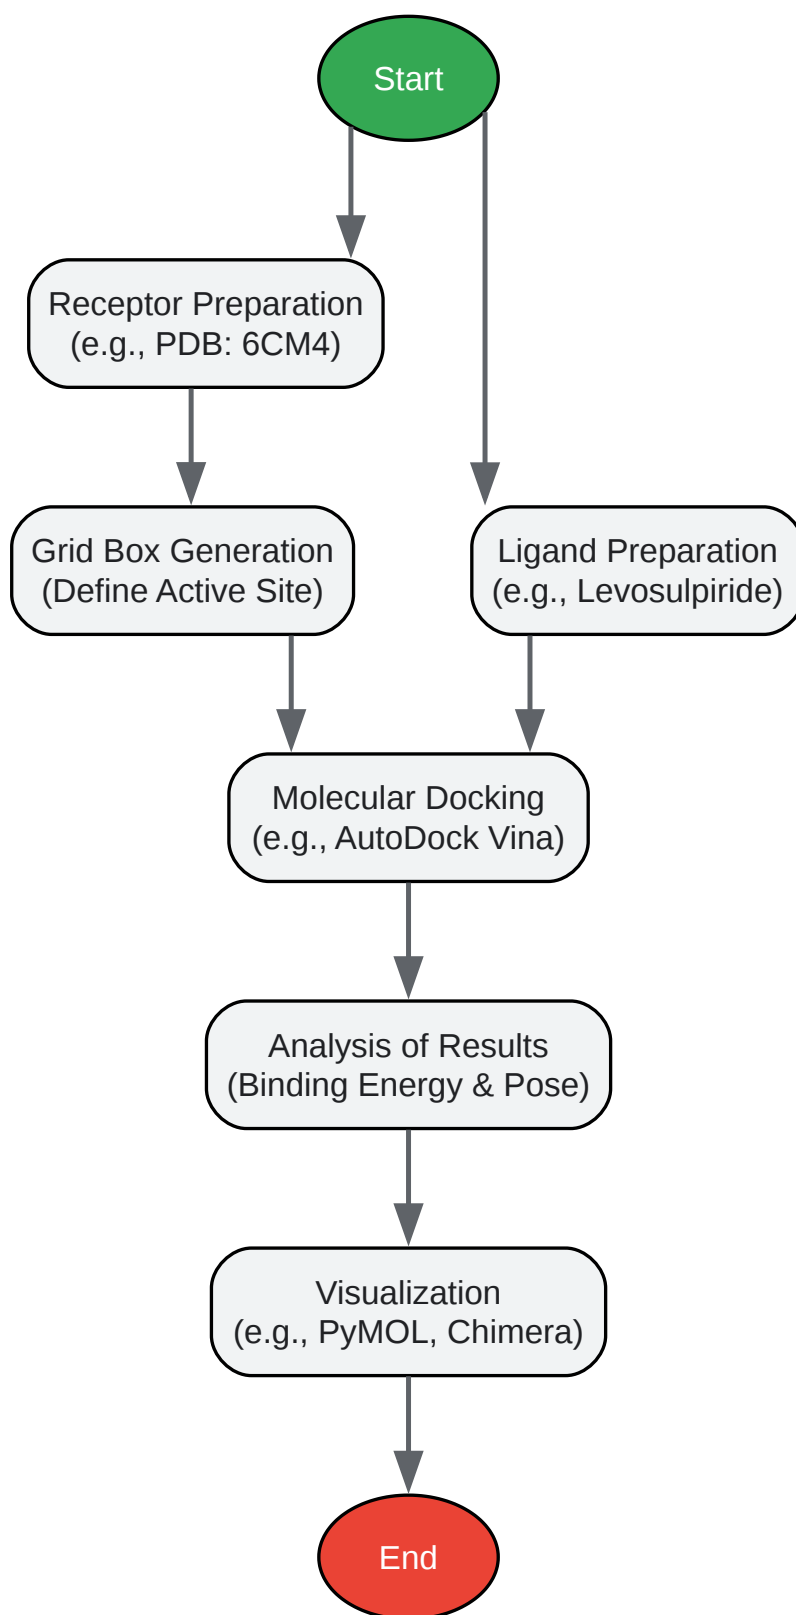 Start
Receptor Preparation
(e.g., PDB: 6CM4)
Grid Box Generation
(Define Active Site)
Ligand Preparation
(e.g., Levosulpiride)
Molecular Docking
(e.g., AutoDock Vina)
Analysis of Results
(Binding Energy & Pose)
Visualization
(e.g., PyMOL, Chimera)
End